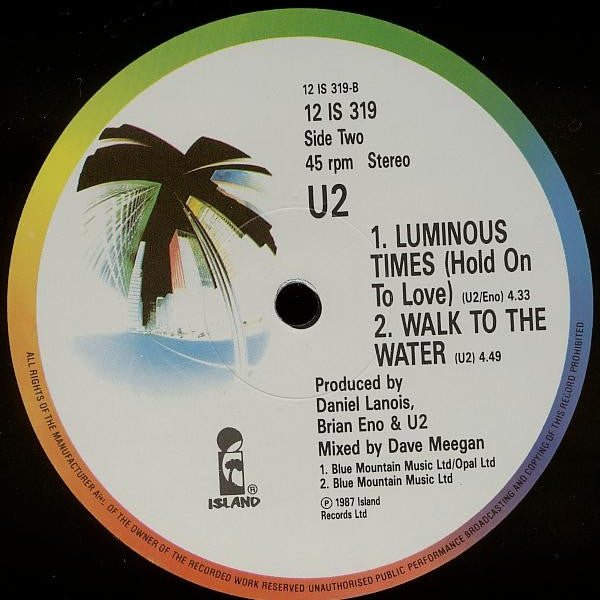 12 IS 319-B
12 IS 319
Side Two
45 rpm Stereo
U2
1. LUMINOUS
TIMES (Hold On
To Love) (U2/Eno) 4.33
2. WALK TO THE
WATER (U2) 4.49
Produced by
Daniel Lanois,
Brian Eno & U2
Mixed by Dave Meegan
1. Blue Mountain Music Ltd/Opal Ltd
2. Blue Mountain Music Ltd
℗ 1987 Island
Records Ltd
ISLAND®
ALL RIGHTS OF THE MANUFACTURER AND OF THE OWNER OF THE RECORDED WORK RESERVED UNAUTHORISED PUBLIC PERFORMANCE BROADCASTING AND COPYING OF THIS RECORD PROHIBITED